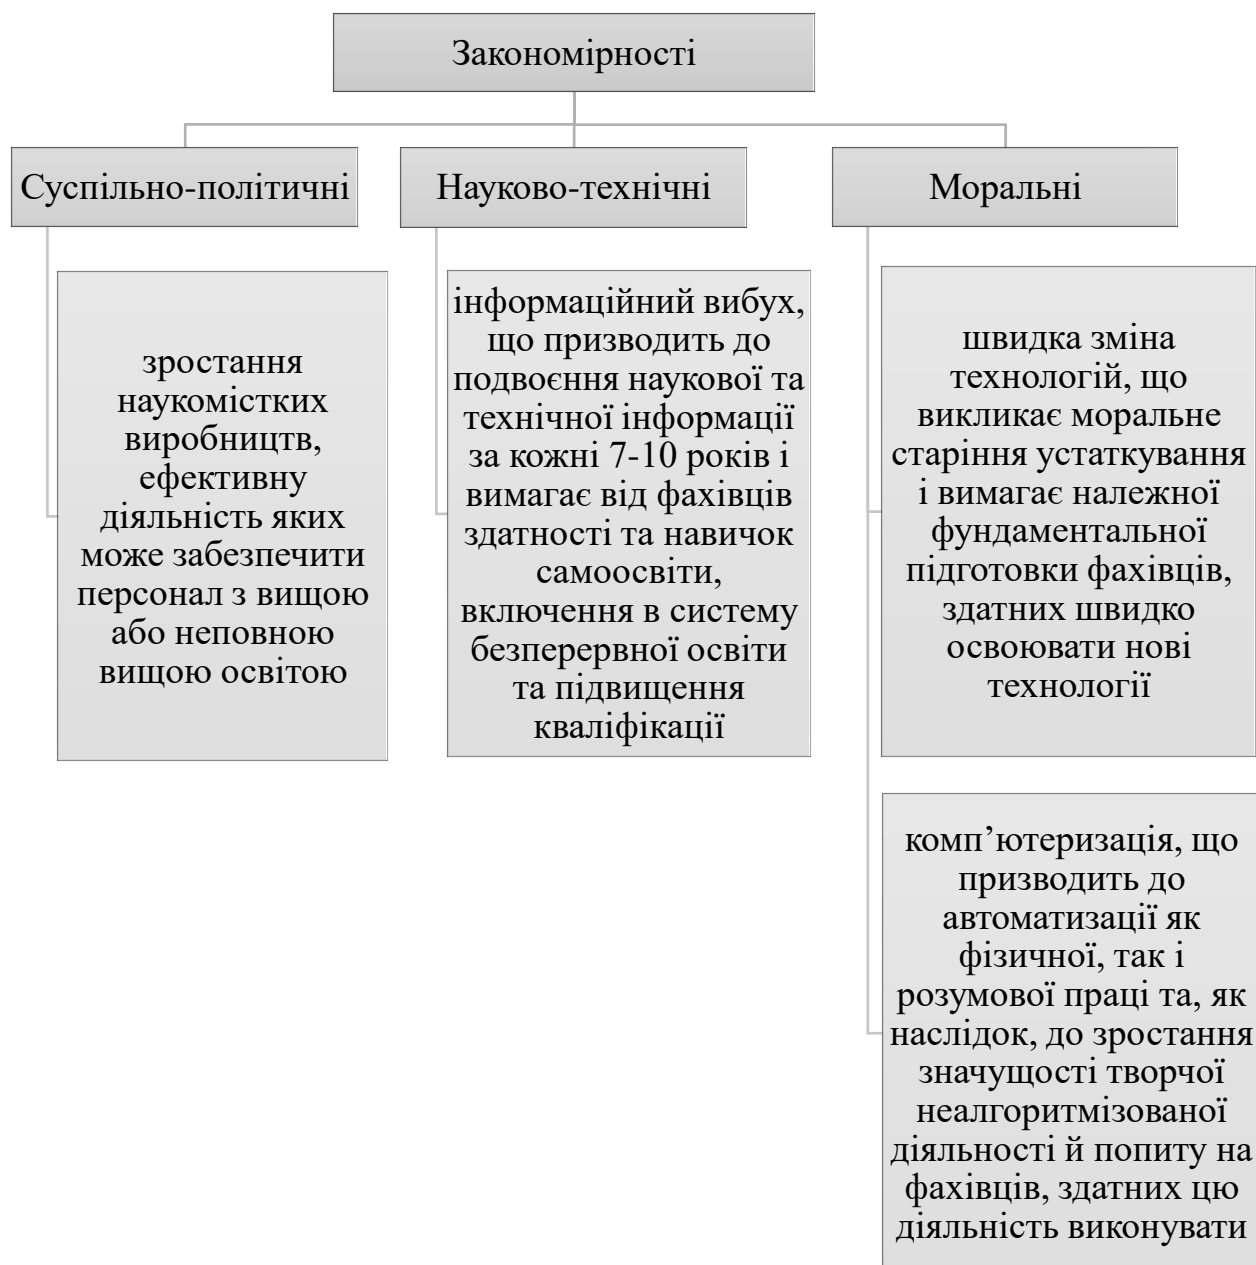 Закономірності
Суспільно-політичні
Науково-технічні
Моральні
зростання
наукомістких
виробництв,
ефективну
діяльність яких
може забезпечити
персонал з вищою
або неповною
вищою освітою
інформаційний вибух,
що призводить до
подвоєння наукової та
технічної інформації
за кожні 7-10 років і
вимагає від фахівців
здатності та навичок
самоосвіти,
включення в систему
безперервної освіти
та підвищення
кваліфікації
швидка зміна
технологій, що
викликає моральне
старіння устаткування
і вимагає належної
фундаментальної
підготовки фахівців,
здатних швидко
освоювати нові
технології
комп’ютеризація, що
призводить до
автоматизації як
фізичної, так і
розумової праці та, як
наслідок, до зростання
значущості творчої
неалгоритмізованої
діяльності й попиту на
фахівців, здатних цю
діяльність виконувати